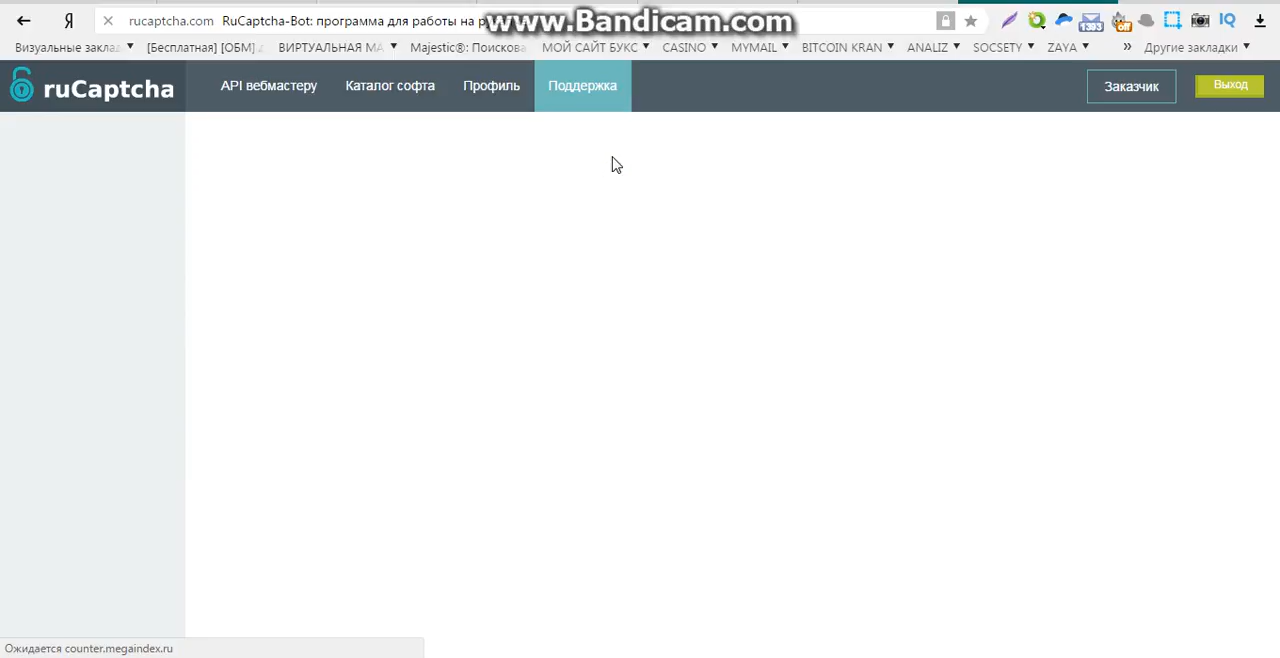 rucaptcha.com RuCaptcha-Bot: программа для работы на р
www.Bandicam.com
Визуальные заклад [Бесплатная] [ОБМ] ВИРТУАЛЬНАЯ МА Majestic®: Поискова МОЙ САЙТ БУКС CASINO MYMAIL BITCOIN KRAN ANALIZ SOCSETY ZAYA » Другие закладки
ruCaptcha API вебмастеру Каталог софта Профиль Поддержка Заказчик Выход
Ожидается counter.megaindex.ru